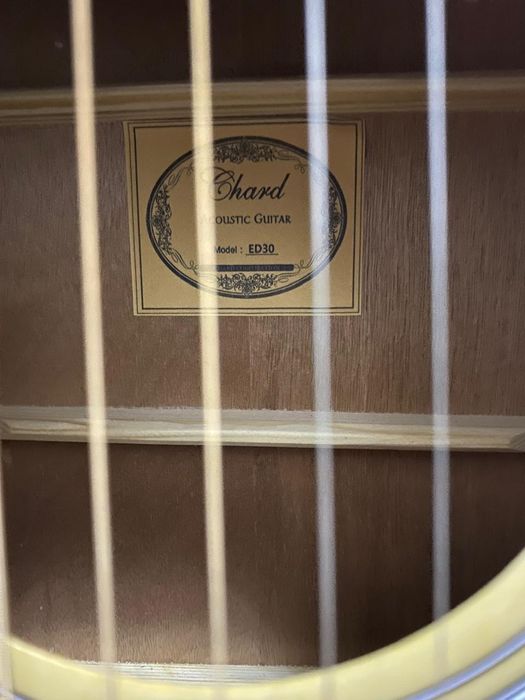 Chard
ACOUSTIC GUITAR
Model : ED30